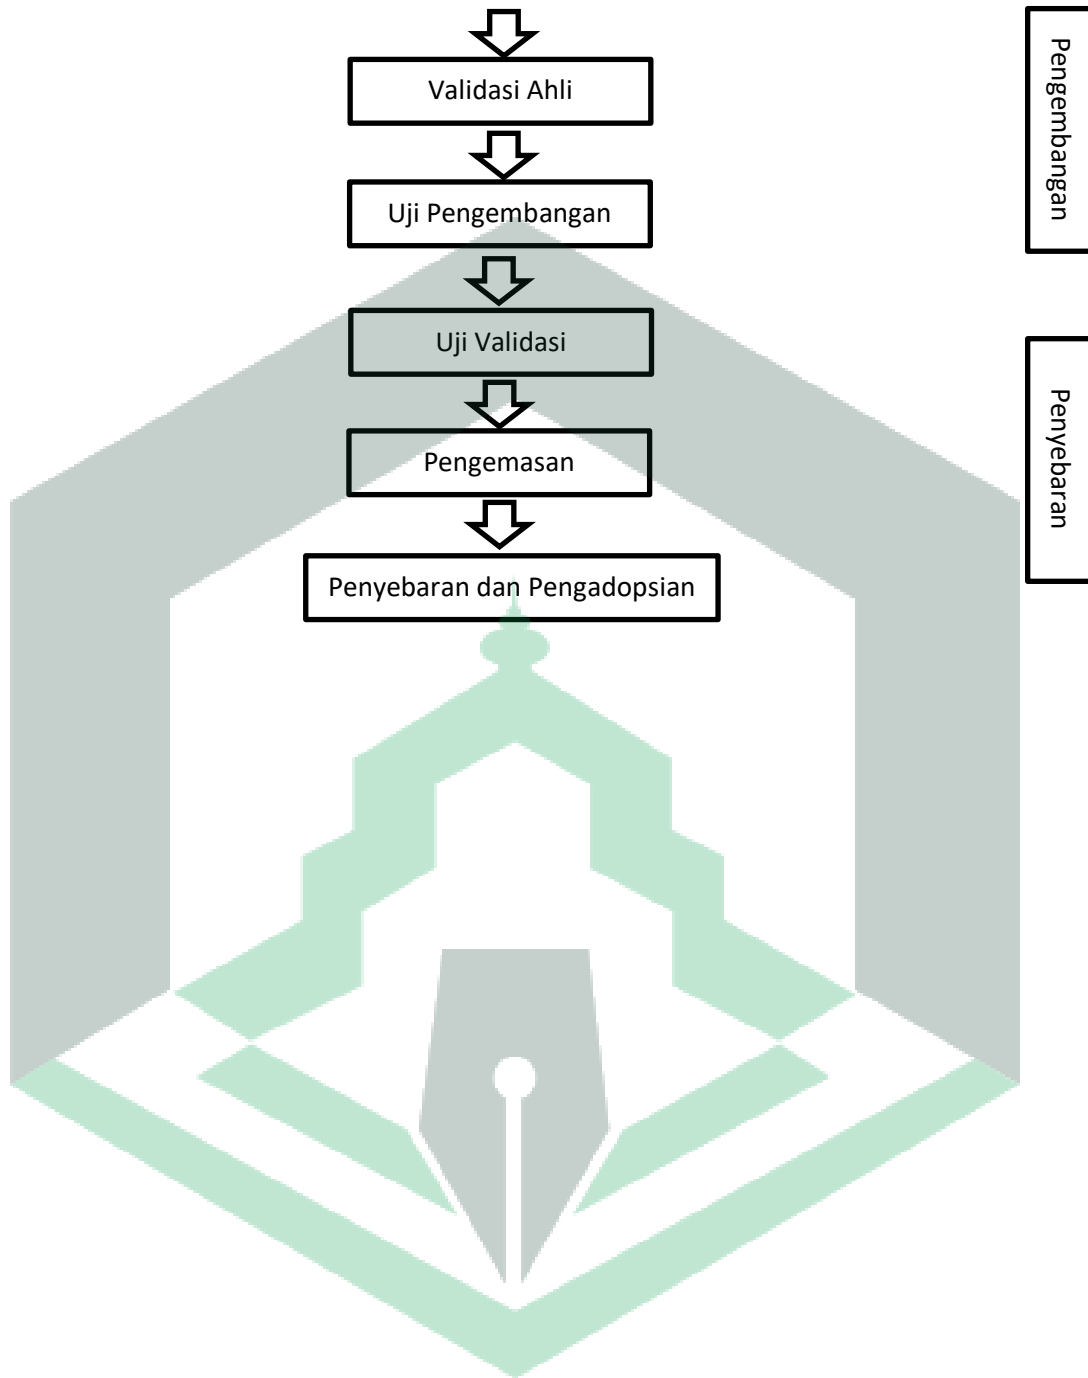 Validasi Ahli
Uji Pengembangan
Pengembangan
Uji Validasi
Pengemasan
Penyebaran dan Pengadopsian
Penyebaran